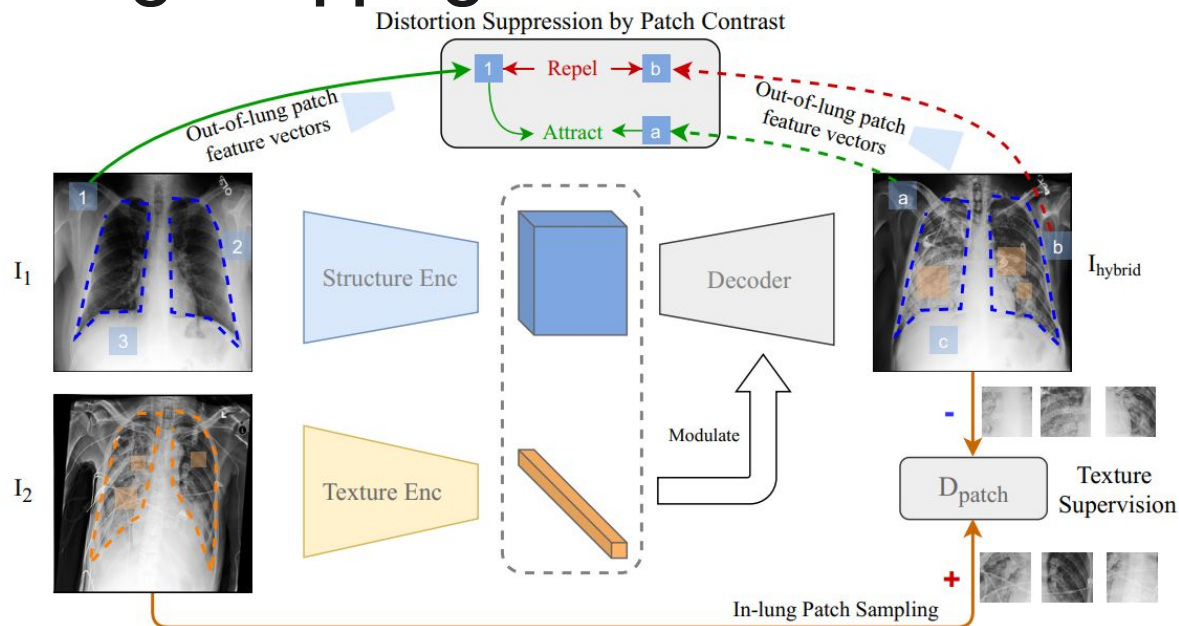 Distortion Suppression by Patch Contrast
1
Repel
b
Attract
a
Out-of-lung patch
feature vectors
Out-of-lung patch
feature vectors
1
2
3
I1
Structure Enc
Decoder
a
b
c
Ihybrid
I2
Texture Enc
Modulate
-
Dpatch
Texture
Supervision
+
In-lung Patch Sampling